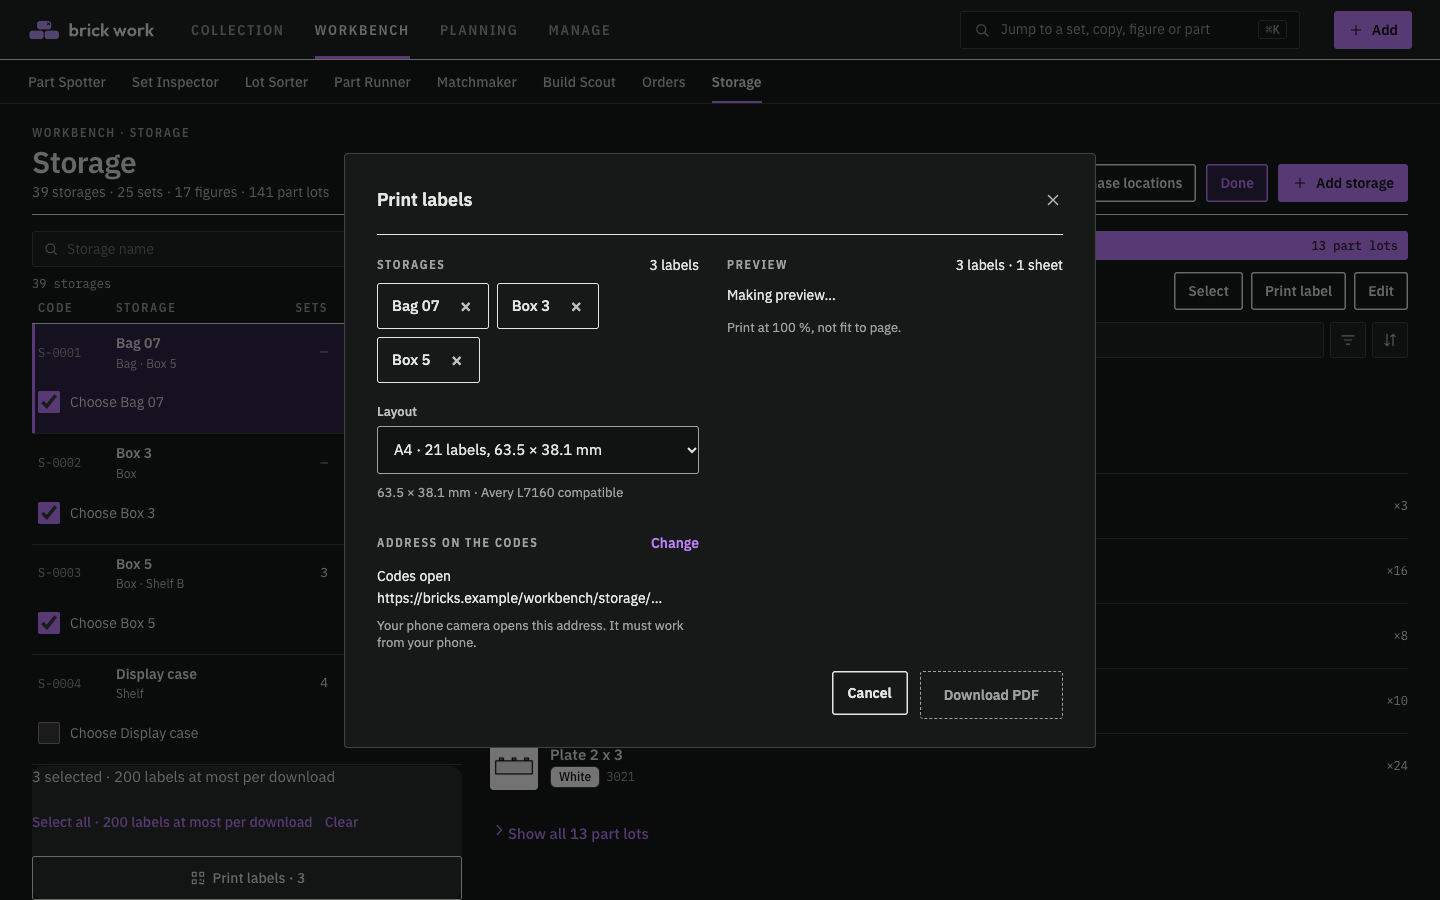 brick work
COLLECTION
WORKBENCH
PLANNING
MANAGE
Jump to a set, copy, figure or part
⌘K
+ Add
Part Spotter
Set Inspector
Lot Sorter
Part Runner
Matchmaker
Build Scout
Orders
Storage
WORKBENCH · STORAGE
Storage
39 storages · 25 sets · 17 figures · 141 part lots
ase locations
Done
+ Add storage
Storage name
13 part lots
39 storages
CODE STORAGE SETS
Select
Print label
Edit
S-0001
Bag 07
Bag · Box 5
—
Choose Bag 07
S-0002
Box 3
Box
—
Choose Box 3
S-0003
Box 5
Box · Shelf B
3
Choose Box 5
S-0004
Display case
Shelf
4
Choose Display case
3 selected · 200 labels at most per download
Select all · 200 labels at most per download
Clear
Print labels · 3
Print labels
STORAGES
3 labels
Bag 07
Box 3
Box 5
Layout
A4 · 21 labels, 63.5 × 38.1 mm
63.5 × 38.1 mm · Avery L7160 compatible
ADDRESS ON THE CODES
Change
Codes open
https://bricks.example/workbench/storage/…
Your phone camera opens this address. It must work
from your phone.
PREVIEW
3 labels · 1 sheet
Making preview…
Print at 100 %, not fit to page.
Cancel
Download PDF
×3
×16
×8
×10
Plate 2 x 3
White
3021
×24
Show all 13 part lots